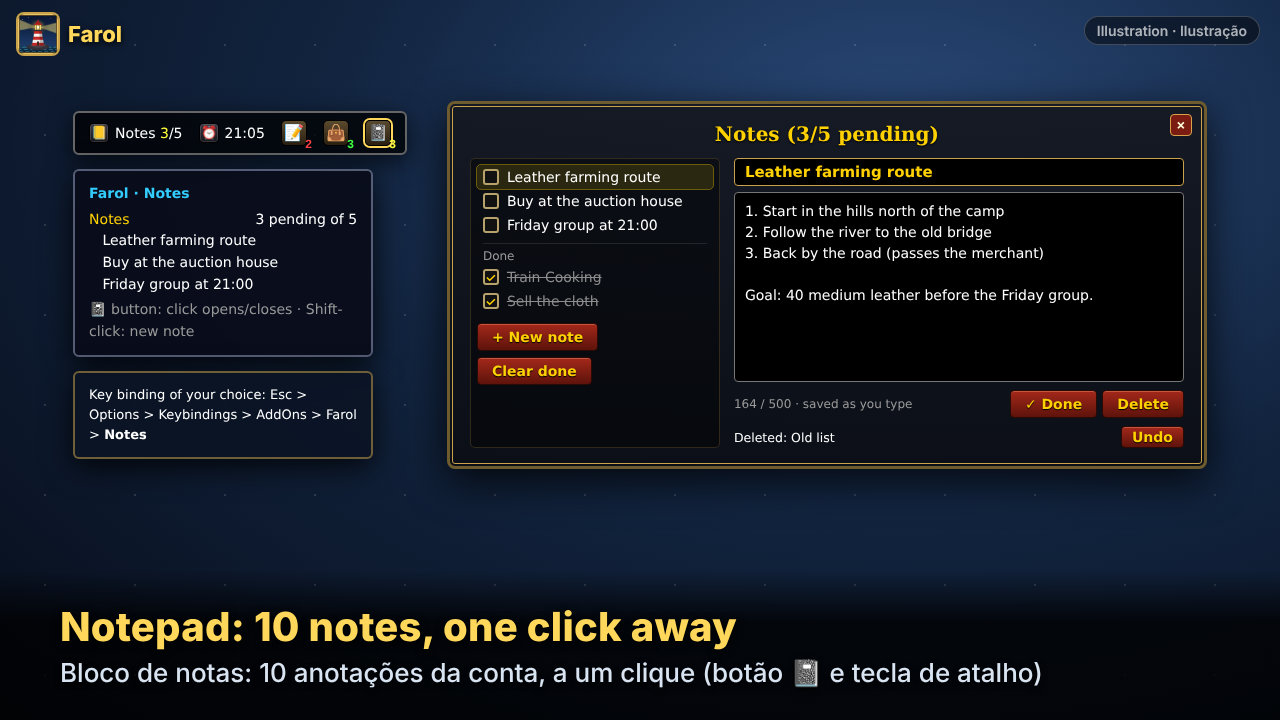 Farol
Illustration · Ilustração
Notes 3/5
21:05
2
3
3
Farol · Notes
Notes 3 pending of 5
Leather farming route
Buy at the auction house
Friday group at 21:00
📓 button: click opens/closes · Shift-
click: new note
Key binding of your choice: Esc >
Options > Keybindings > AddOns > Farol
> Notes
Notes (3/5 pending)
×
Leather farming route
Buy at the auction house
Friday group at 21:00
Done
Train Cooking
Sell the cloth
+ New note
Clear done
Leather farming route
1. Start in the hills north of the camp
2. Follow the river to the old bridge
3. Back by the road (passes the merchant)
Goal: 40 medium leather before the Friday group.
164 / 500 · saved as you type
✓ Done
Delete
Deleted: Old list
Undo
Notepad: 10 notes, one click away
Bloco de notas: 10 anotações da conta, a um clique (botão 📓 e tecla de atalho)